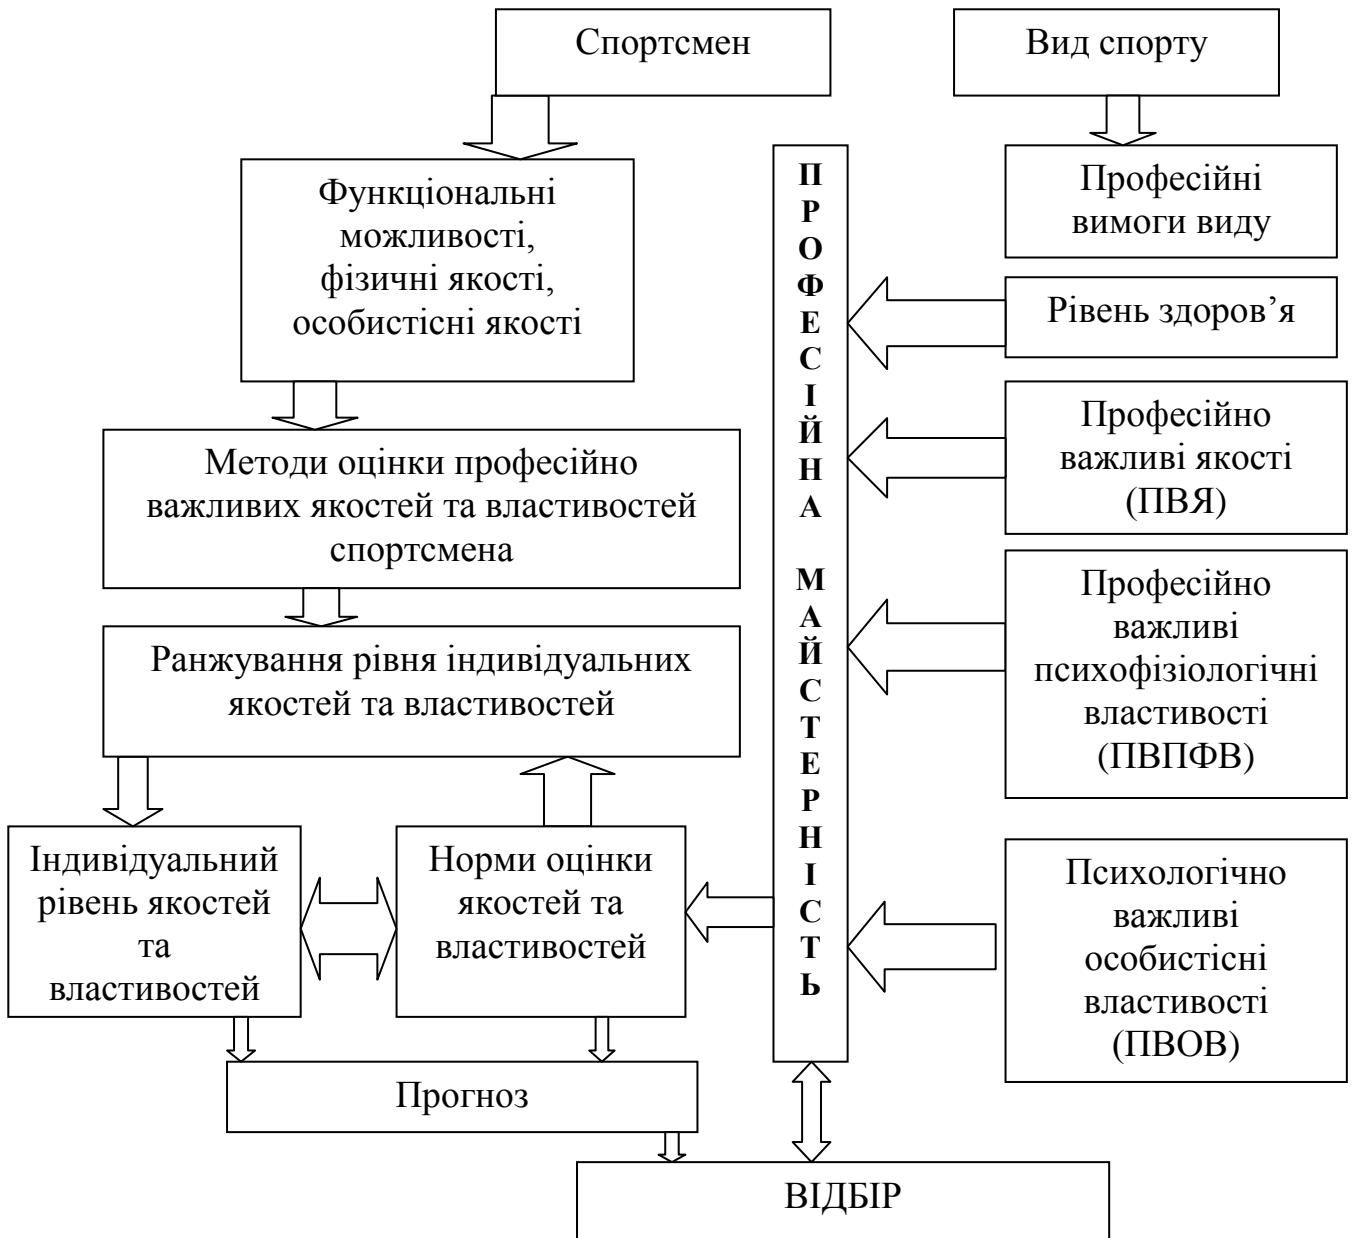 Спортсмен
Вид спорту
Функціональні
можливості,
фізичні якості,
особистісні якості
Методи оцінки професійно
важливих якостей та властивостей
спортсмена
Ранжування рівня індивідуальних
якостей та властивостей
Індивідуальний
рівень якостей
та
властивостей
Норми оцінки
якостей та
властивостей
Прогноз
ПРОФЕСІЙНА МАЙСТЕРНІСТЬ
Професійні
вимоги виду
Рівень здоров’я
Професійно
важливі якості
(ПВЯ)
Професійно
важливі
психофізіологічні
властивості
(ПВПФВ)
Психологічно
важливі
особистісні
властивості
(ПВОВ)
ВІДБІР